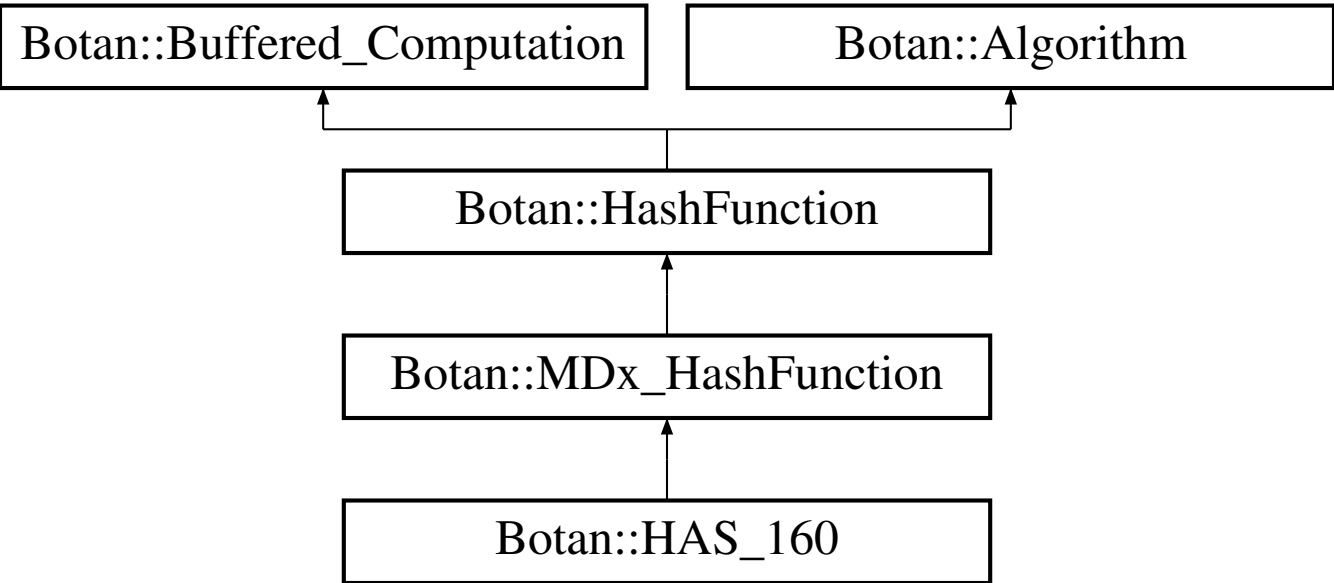 Botan::Buffered_Computation
Botan::Algorithm
Botan::HashFunction
Botan::MDx_HashFunction
Botan::HAS_160